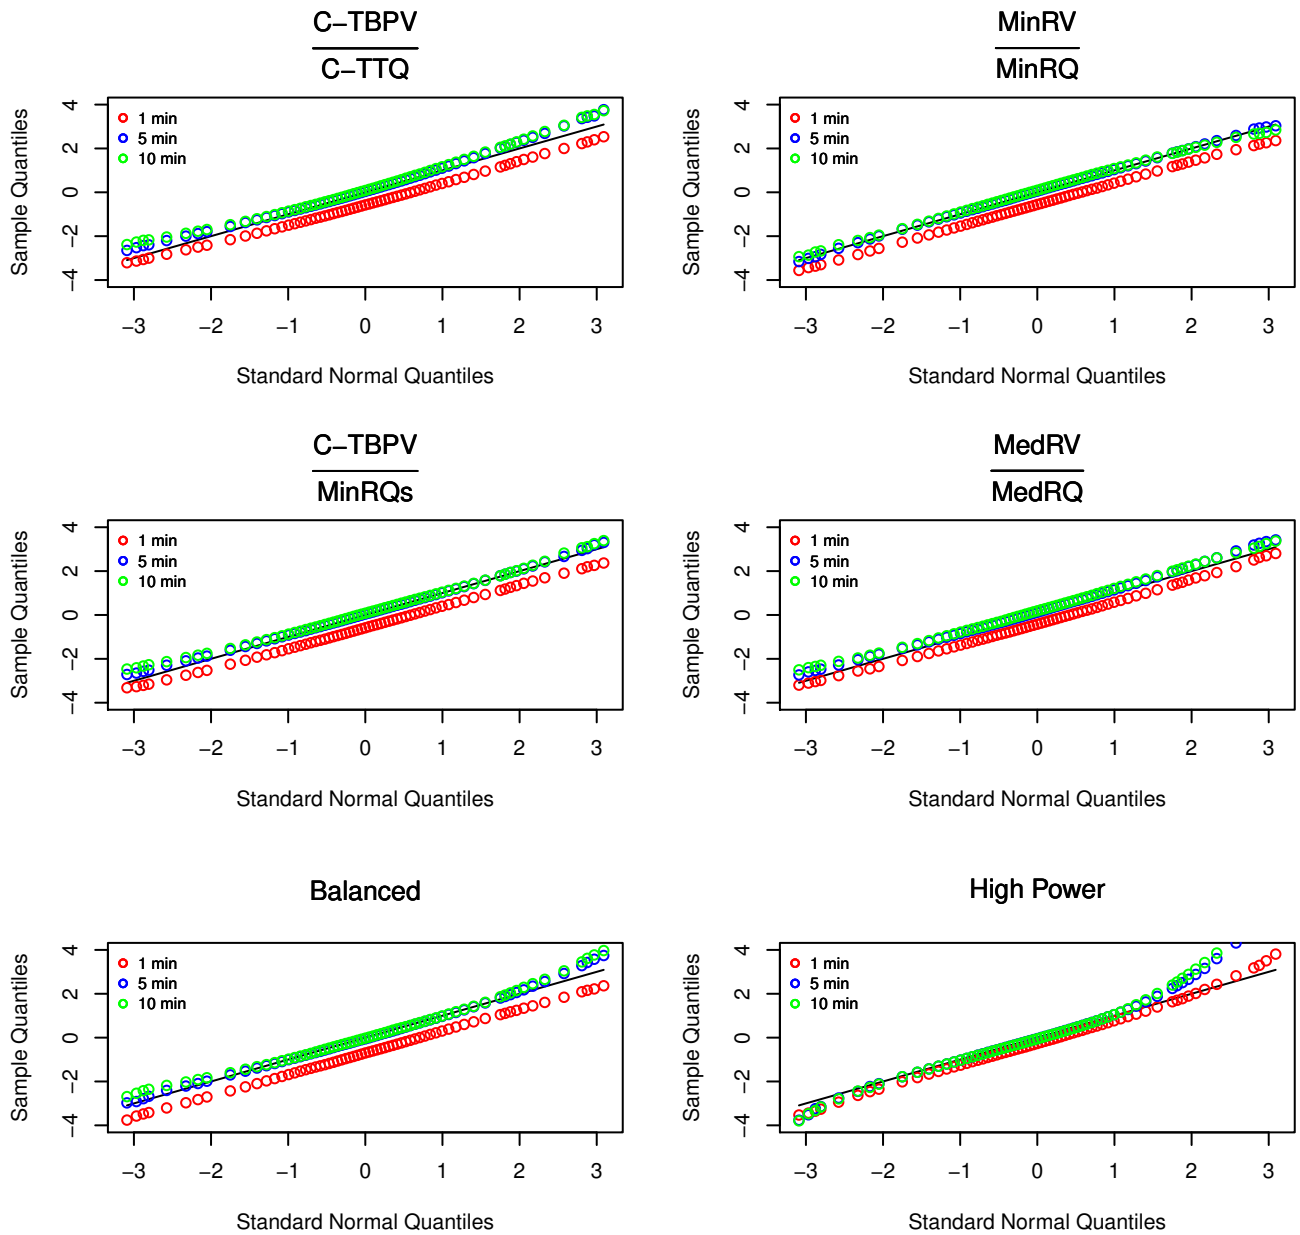 C−TBPV
C−TTQ
Sample Quantiles
4
2
0
−2
−4
1 min
5 min
10 min
−3 −2 −1 0 1 2 3
Standard Normal Quantiles
MinRV
MinRQ
Sample Quantiles
4
2
0
−2
−4
1 min
5 min
10 min
−3 −2 −1 0 1 2 3
Standard Normal Quantiles
C−TBPV
MinRQs
Sample Quantiles
4
2
0
−2
−4
1 min
5 min
10 min
−3 −2 −1 0 1 2 3
Standard Normal Quantiles
MedRV
MedRQ
Sample Quantiles
4
2
0
−2
−4
1 min
5 min
10 min
−3 −2 −1 0 1 2 3
Standard Normal Quantiles
Balanced
Sample Quantiles
4
2
0
−2
−4
1 min
5 min
10 min
−3 −2 −1 0 1 2 3
Standard Normal Quantiles
High Power
Sample Quantiles
4
2
0
−2
−4
1 min
5 min
10 min
−3 −2 −1 0 1 2 3
Standard Normal Quantiles